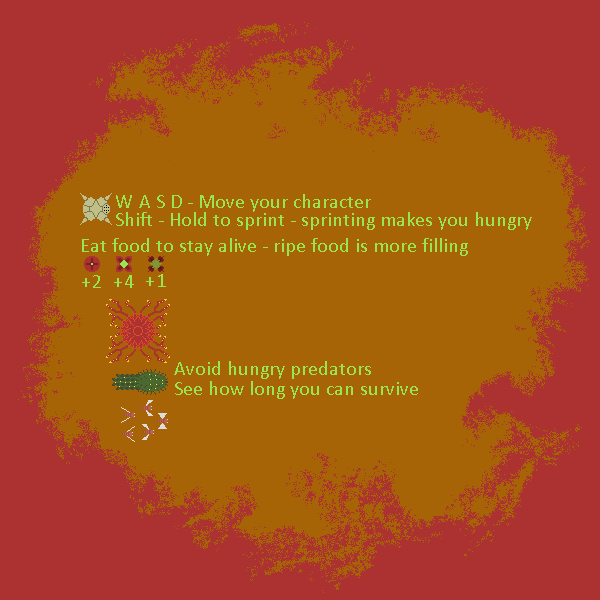 W A S D - Move your character
Shift - Hold to sprint - sprinting makes you hungry
Eat food to stay alive - ripe food is more filling
+2 +4 +1
Avoid hungry predators
See how long you can survive